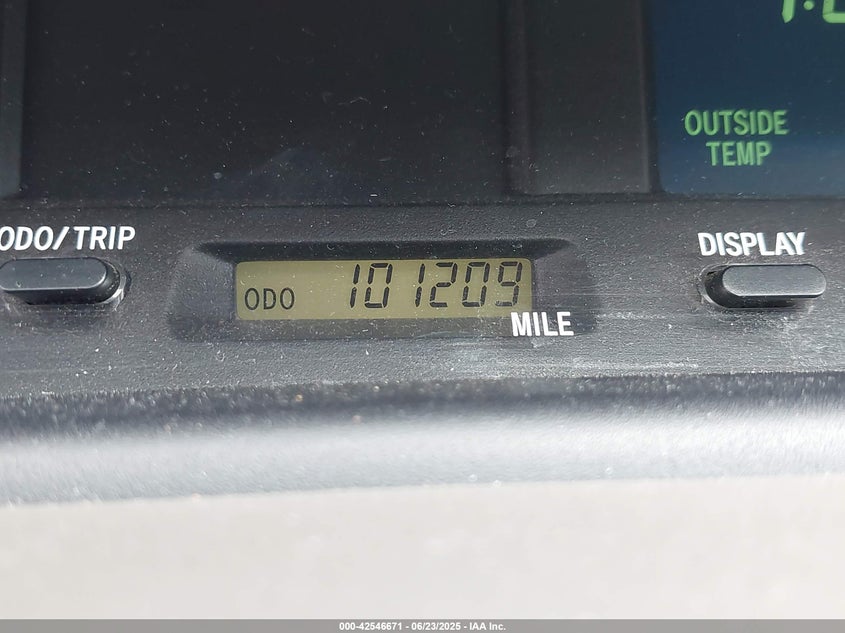 OUTSIDE
TEMP
ODO/TRIP
DISPLAY
ODO 101209
MILE
000-42546671 - 06/23/2025 - IAA Inc.